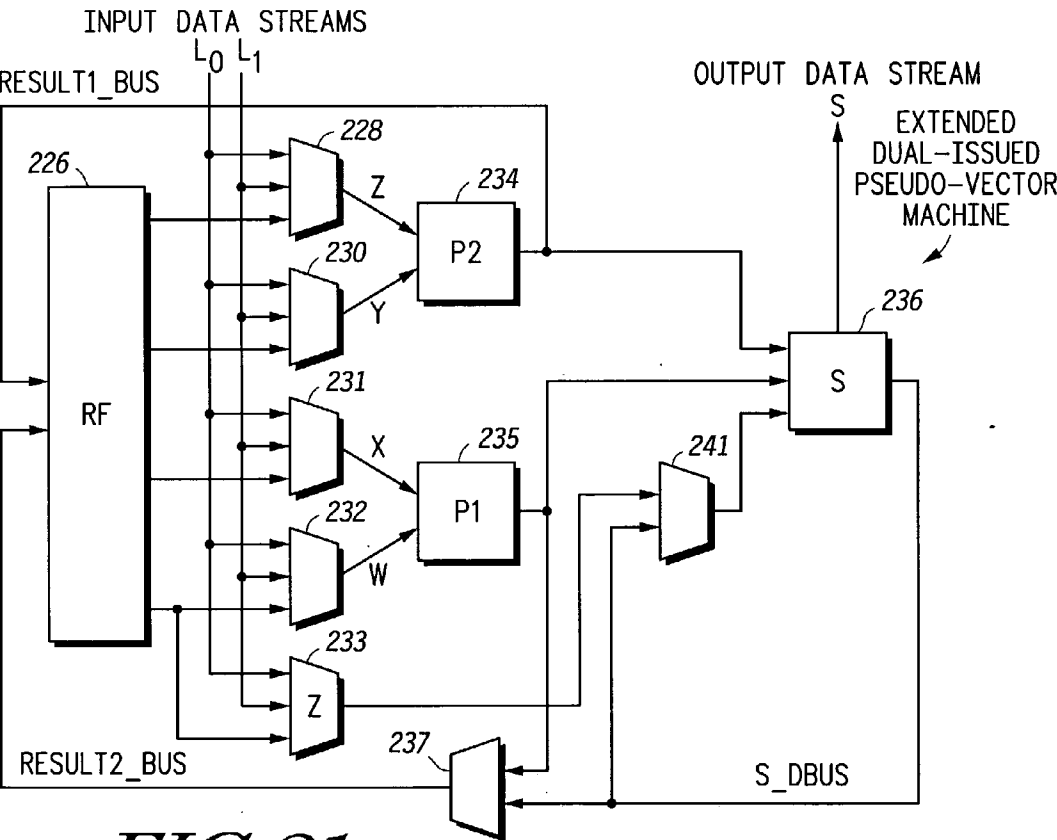 INPUT DATA STREAMS
L0 L1
RESULT1_BUS
OUTPUT DATA STREAM
S
EXTENDED
DUAL-ISSUED
PSEUDO-VECTOR
MACHINE
228
226
Z
234
P2
230
Y
236
S
231
RF
X
235
P1
241
232
W
233
Z
237
RESULT2_BUS
S_DBUS